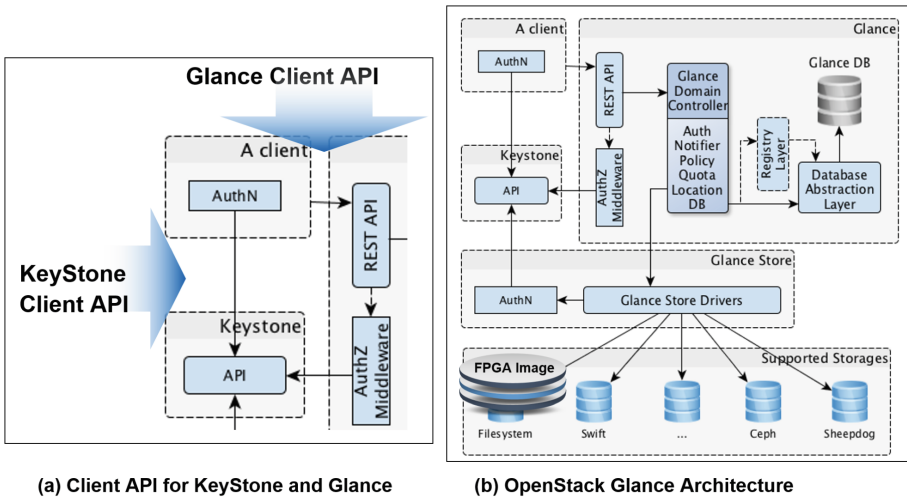 Glance Client API
A client
AuthN
REST API
KeyStone
Client API
Keystone
API
AuthZ
Middleware
(a) Client API for KeyStone and Glance
A client
AuthN
Glance
REST API
Glance
Domain
Controller
Auth
Notifier
Policy
Quota
Location
DB
Glance DB
Registry
Layer
Database
Abstraction
Layer
Keystone
API
AuthZ
Middleware
Glance Store
AuthN
Glance Store Drivers
Supported Storages
FPGA Image
Filesystem
Swift
...
Ceph
Sheepdog
(b) OpenStack Glance Architecture